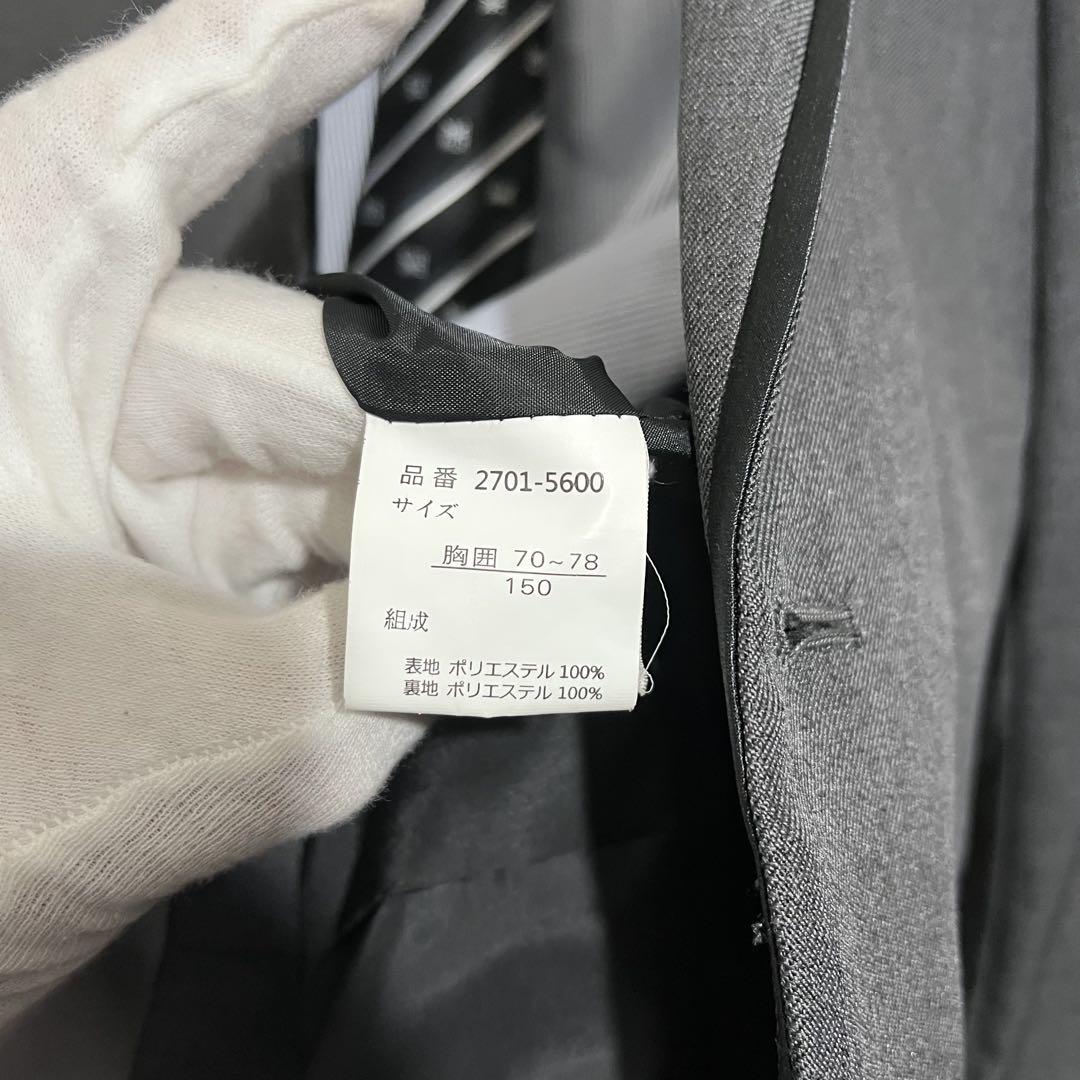 品番 2701-5600
サイズ
胸囲 70~78
150
組成
表地 ポリエステル 100%
裏地 ポリエステル 100%